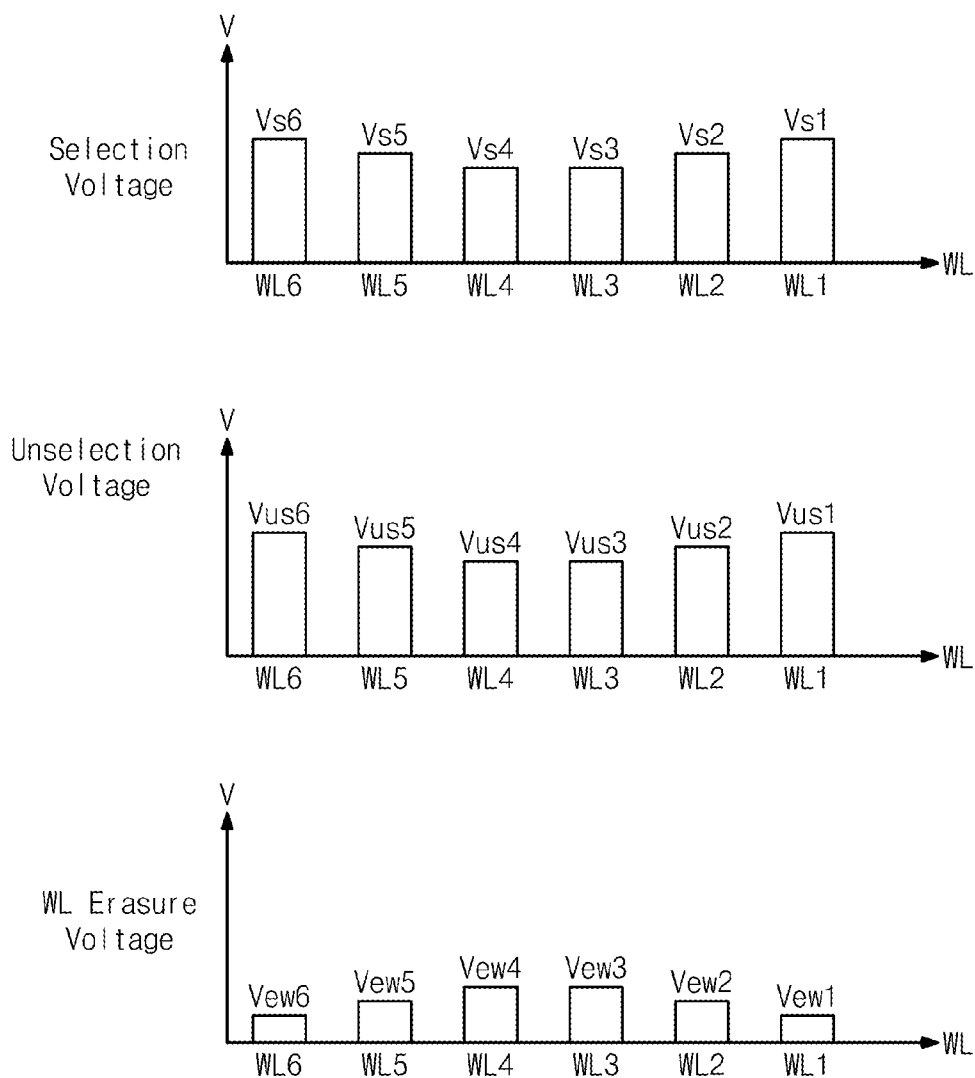 V
Selection
Voltage
Vs6 Vs5 Vs4 Vs3 Vs2 Vs1
WL6 WL5 WL4 WL3 WL2 WL1 WL
V
Unselection
Voltage
Vus6 Vus5 Vus4 Vus3 Vus2 Vus1
WL6 WL5 WL4 WL3 WL2 WL1 WL
V
WL Erasure
Voltage
Vew6 Vew5 Vew4 Vew3 Vew2 Vew1
WL6 WL5 WL4 WL3 WL2 WL1 WL